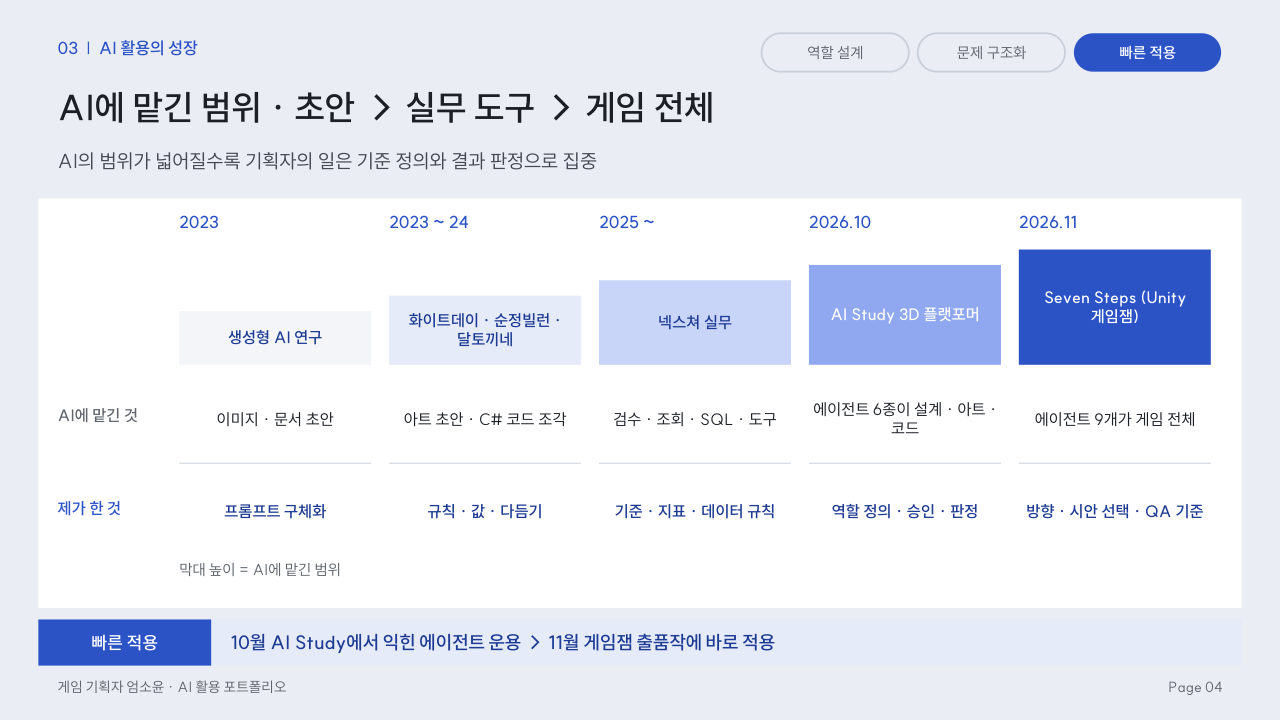 03 | AI 활용의 성장
역할 설계
문제 구조화
빠른 적용
AI에 맡긴 범위 · 초안 > 실무 도구 > 게임 전체
AI의 범위가 넓어질수록 기획자의 일은 기준 정의와 결과 판정으로 집중
2023
2023 ~ 24
2025 ~
2026.10
2026.11
생성형 AI 연구
화이트데이 · 순정빌런 ·
달토끼네
넥스쳐 실무
AI Study 3D 플랫포머
Seven Steps (Unity
게임잼)
AI에 맡긴 것
이미지 · 문서 초안
아트 초안 · C# 코드 조각
검수 · 조회 · SQL · 도구
에이전트 6종이 설계 · 아트 ·
코드
에이전트 9개가 게임 전체
제가 한 것
프롬프트 구체화
규칙 · 값 · 다듬기
기준 · 지표 · 데이터 규칙
역할 정의 · 승인 · 판정
방향 · 시안 선택 · QA 기준
막대 높이 = AI에 맡긴 범위
빠른 적용
10월 AI Study에서 익힌 에이전트 운용 > 11월 게임잼 출품작에 바로 적용
게임 기획자 엄소윤 · AI 활용 포트폴리오
Page 04